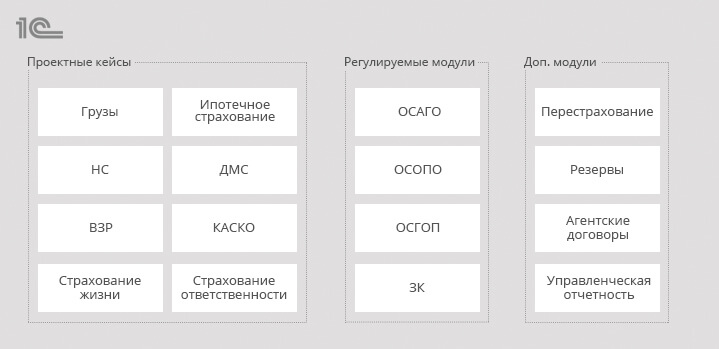 1С
Проектные кейсы
Грузы
Ипотечное
страхование
НС
ДМС
ВЗР
КАСКО
Страхование
жизни
Страхование
ответственности
Регулируемые модули
ОСАГО
ОСОПО
ОСГОП
ЗК
Доп. модули
Перестрахование
Резервы
Агентские
договоры
Управленческая
отчетность